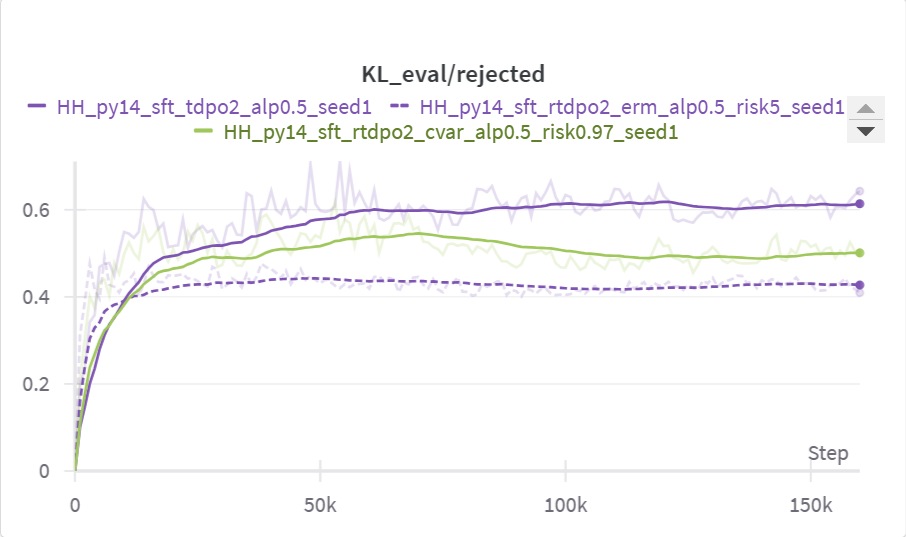 KL_eval/rejected
HH_py14_sft_tdpo2_alp0.5_seed1 HH_py14_sft_rtdpo2_erm_alp0.5_risk5_seed1
HH_py14_sft_rtdpo2_cvar_alp0.5_risk0.97_seed1
0.6
0.4
0.2
0
Step
0 50k 100k 150k